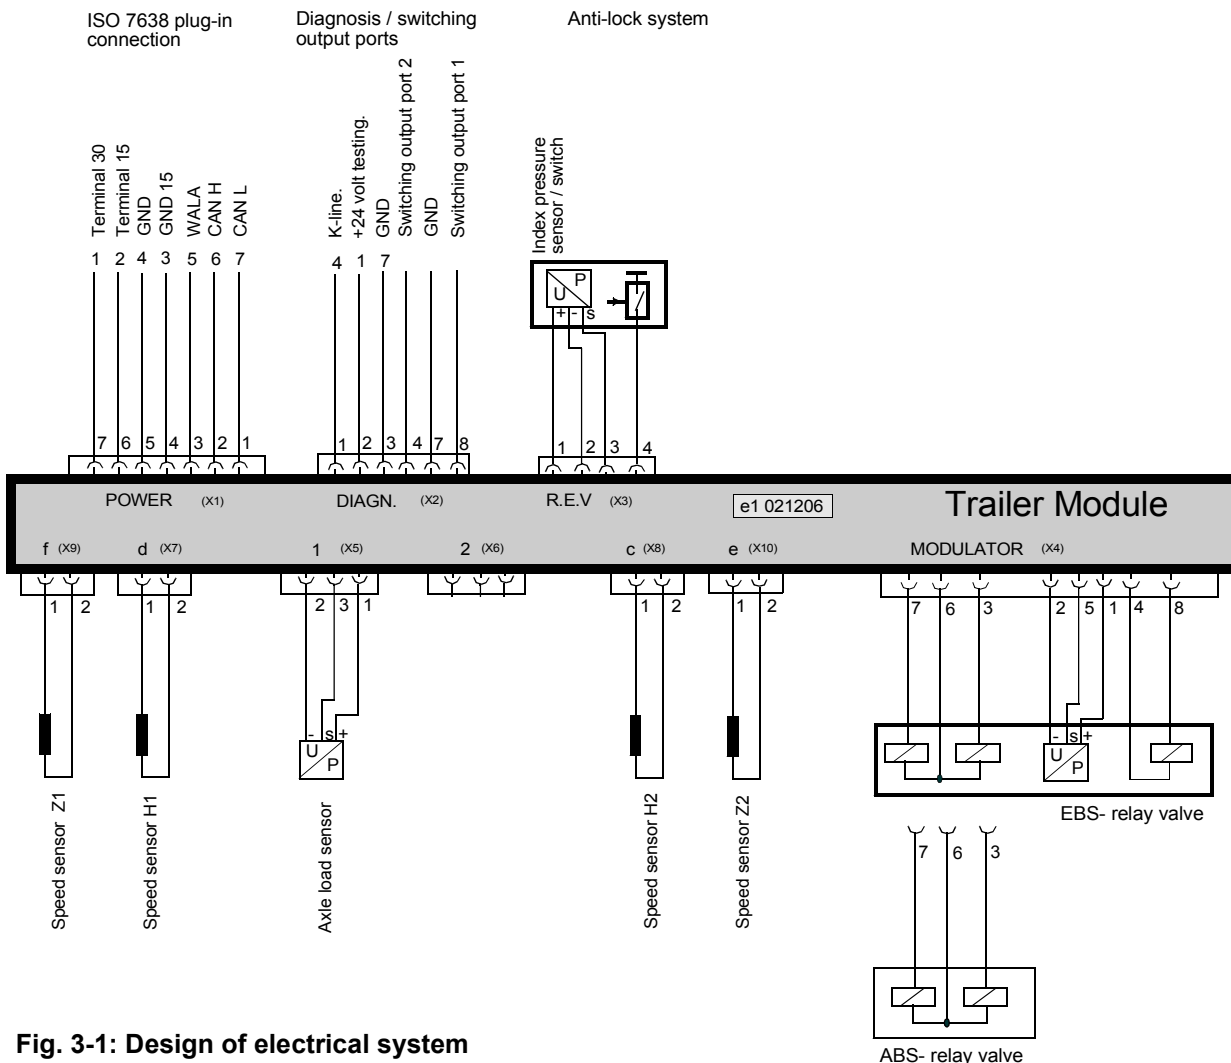 ISO 7638 plug-in
connection
Diagnosis / switching
output ports
Anti-lock system
Terminal 30
Terminal 15
GND
GND 15
WALA
CAN H
CAN L
K-line.
+24 volt testing.
GND
Switching output port 2
GND
Switching output port 1
Index pressure
sensor / switch
1 2 4 3 5 6 7
4 1 7
U P
+ - s
7 6 5 4 3 2 1
1 2 3 4 7 8
1 2 3 4
POWER (X1)
DIAGN. (X2)
R.E.V (X3)
e1 021206
Trailer Module
f (X9)
d (X7)
1 (X5)
2 (X6)
c (X8)
e (X10)
MODULATOR (X4)
1 2
1 2
2 3 1
1 2
1 2
7 6 3 2 5 1 4 8
- s +
U P
- s +
U P
Speed sensor Z1
Speed sensor H1
Axle load sensor
Speed sensor H2
Speed sensor Z2
EBS- relay valve
7 6 3
Fig. 3-1: Design of electrical system
ABS- relay valve